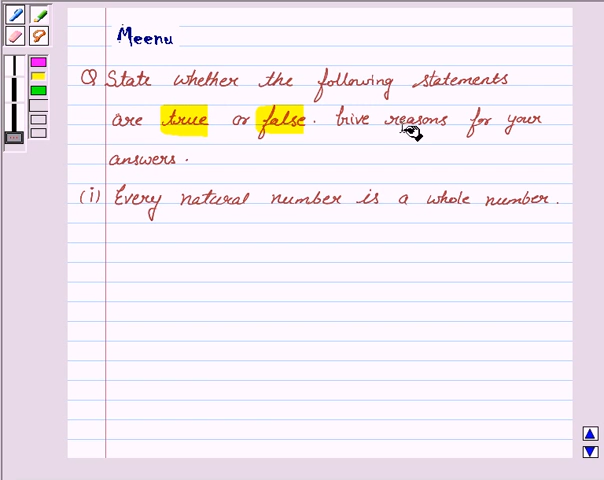 Meenu
Q State whether the following statements
are true or false. Give reasons for your
answers.
(i) Every natural number is a whole number.